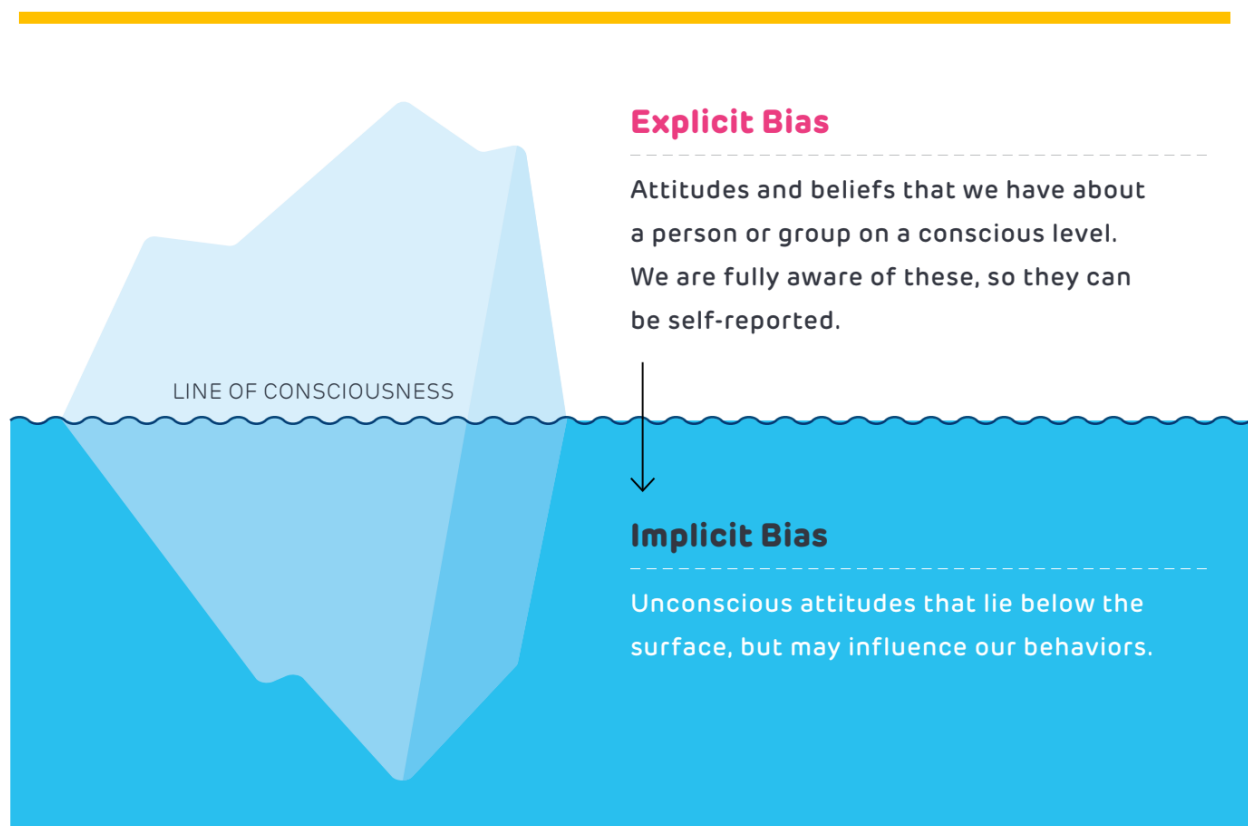 Explicit Bias
Attitudes and beliefs that we have about
a person or group on a conscious level.
We are fully aware of these, so they can
be self-reported.
LINE OF CONSCIOUSNESS
Implicit Bias
Unconscious attitudes that lie below the
surface, but may influence our behaviors.